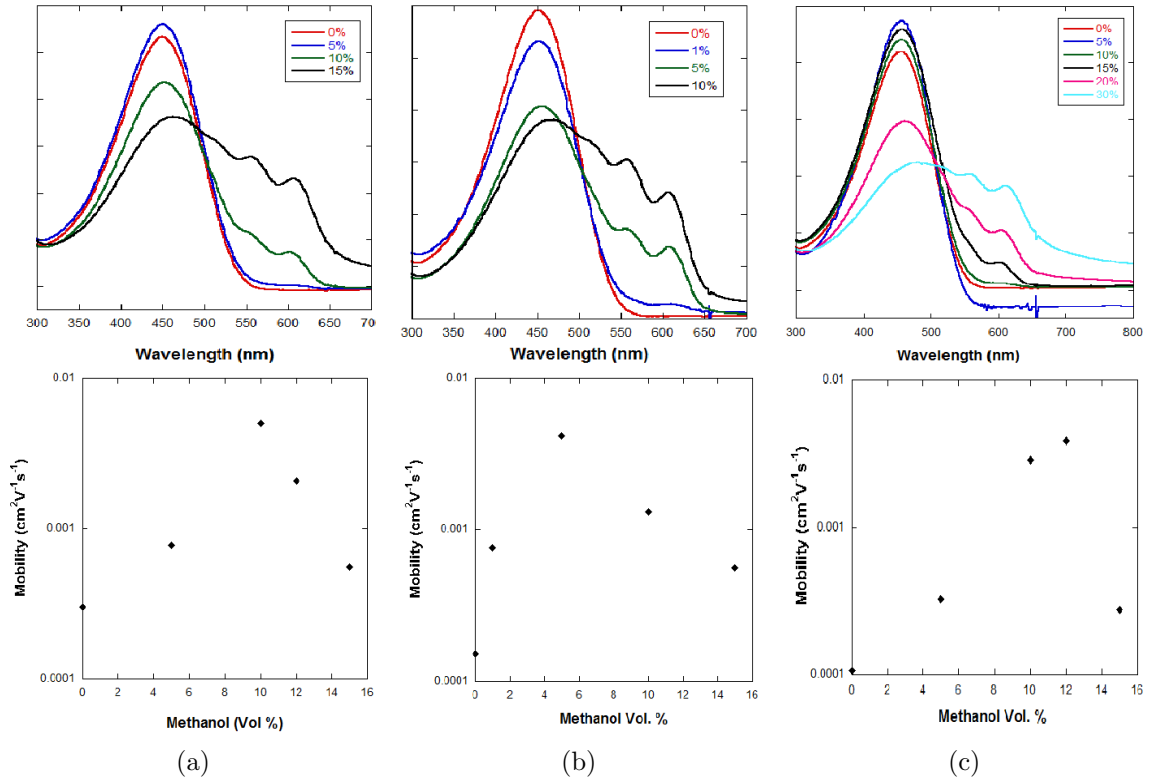 0%
5%
10%
15%
300 350 400 450 500 550 600 650 700
Wavelength (nm)
0%
1%
5%
10%
300 350 400 450 500 550 600 650 700
Wavelength (nm)
0%
5%
10%
15%
20%
30%
300 400 500 600 700 800
Wavelength (nm)
0.01
0.001
0.0001
Mobility (cm²V⁻¹s⁻¹)
0 2 4 6 8 10 12 14 16
Methanol (Vol %)
0.01
0.001
0.0001
Mobility (cm²V⁻¹s⁻¹)
0 2 4 6 8 10 12 14 16
Methanol Vol. %
0.01
0.001
0.0001
Mobility (cm²V⁻¹s⁻¹)
0 2 4 6 8 10 12 14 16
Methanol Vol. %
(a)
(b)
(c)